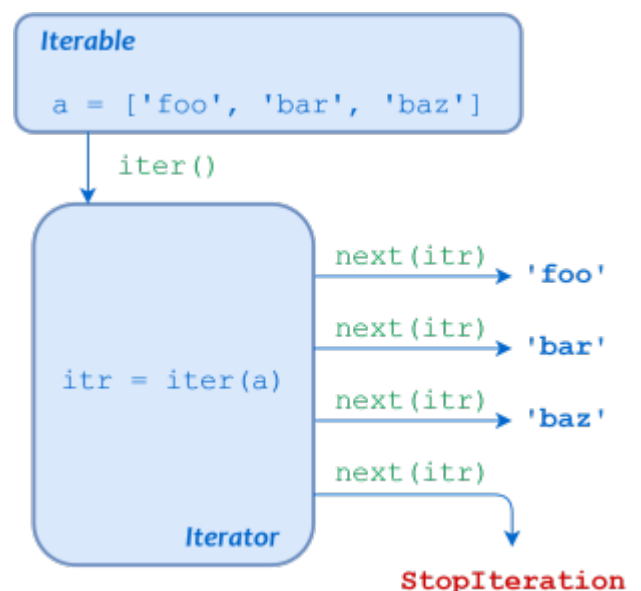 Iterable
a = ['foo', 'bar', 'baz']
iter()
next(itr)
'foo'
next(itr)
'bar'
itr = iter(a)
next(itr)
'baz'
next(itr)
Iterator
StopIteration